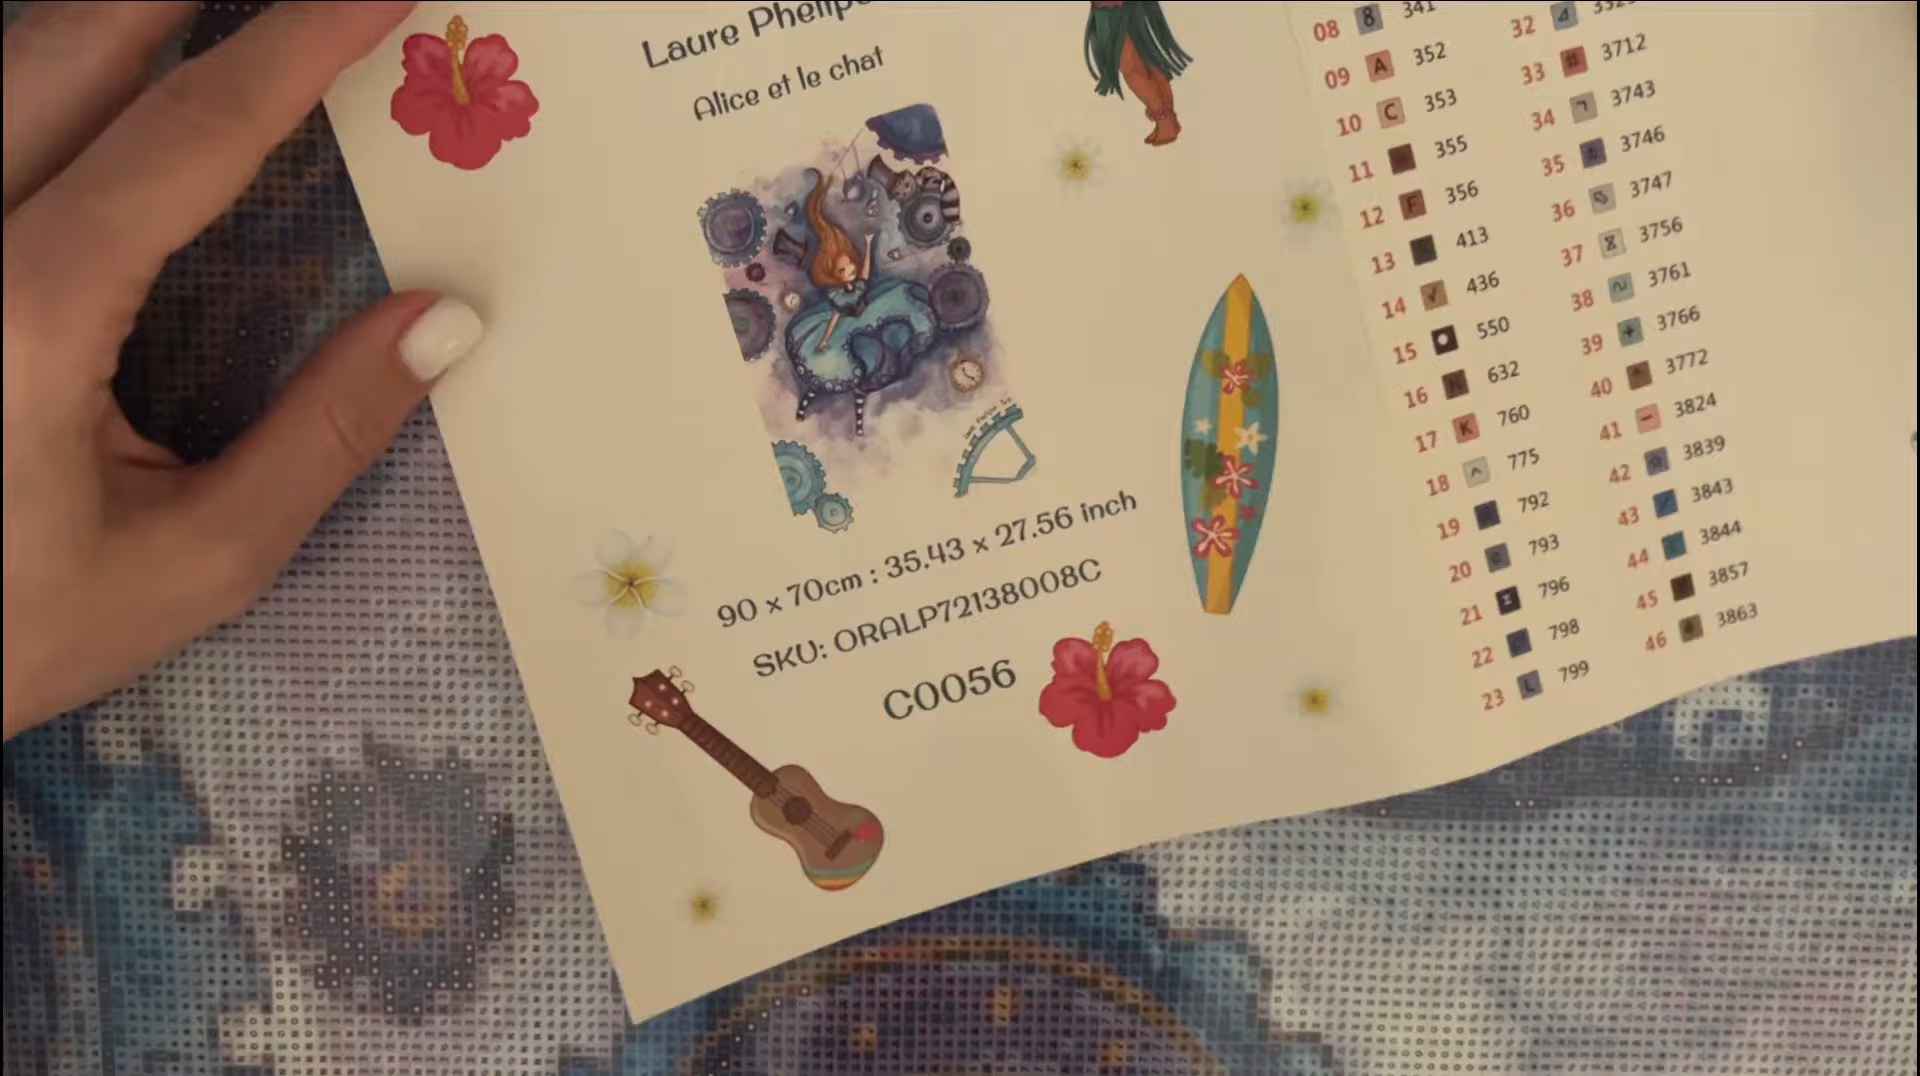 Laure
Alice et le chat
90 x 70cm : 35.43 x 27.56 inch
SKU: ORALP72138008C
C0056
08 8 341
09 A 352
10 C 353
11 355
12 F 356
13 413
14 √ 436
15 550
16 632
17 K 760
18 ^ 775
19 792
20 793
21 I 796
22 798
23 L 799
32
33 # 3712
34 ¬ 3743
35 3746
36 3747
37 3756
38 ~ 3761
39 + 3766
40 3772
41 − 3824
42 ☆ 3839
43 3843
44 3844
45 3857
46 3863